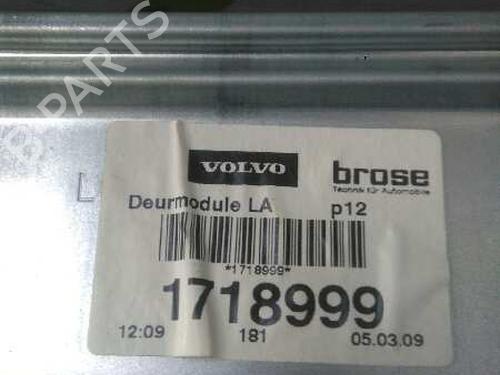 VOLVO
brose
Technik für Automobile
Deurmodule LA p12
*1718999*
1718999
12:09 181 05.03.09
L
B-PARTS